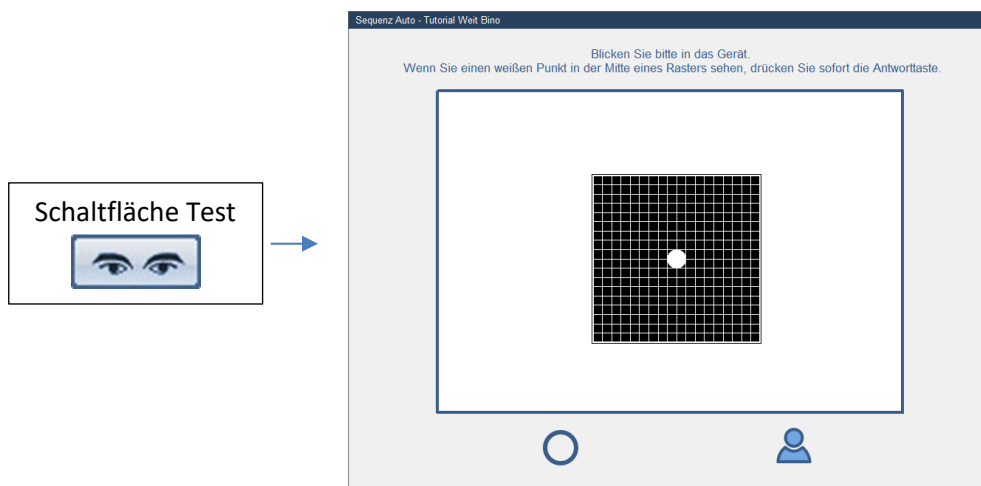 Sequenz Auto - Tutorial Weit Bino
Blicken Sie bitte in das Gerät.
Wenn Sie einen weißen Punkt in der Mitte eines Rasters sehen, drücken Sie sofort die Antworttaste.
Schaltfläche Test